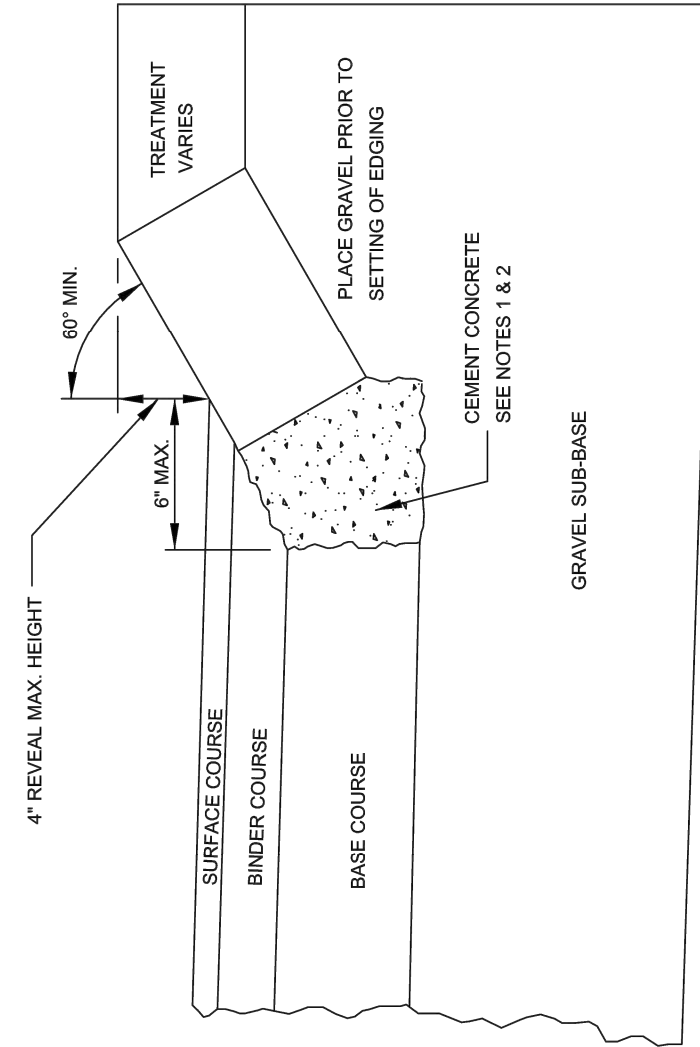 4" REVEAL MAX. HEIGHT
60° MIN.
6" MAX.
TREATMENT
VARIES
SURFACE COURSE
BINDER COURSE
BASE COURSE
PLACE GRAVEL PRIOR TO
SETTING OF EDGING
CEMENT CONCRETE
SEE NOTES 1 & 2
GRAVEL SUB-BASE